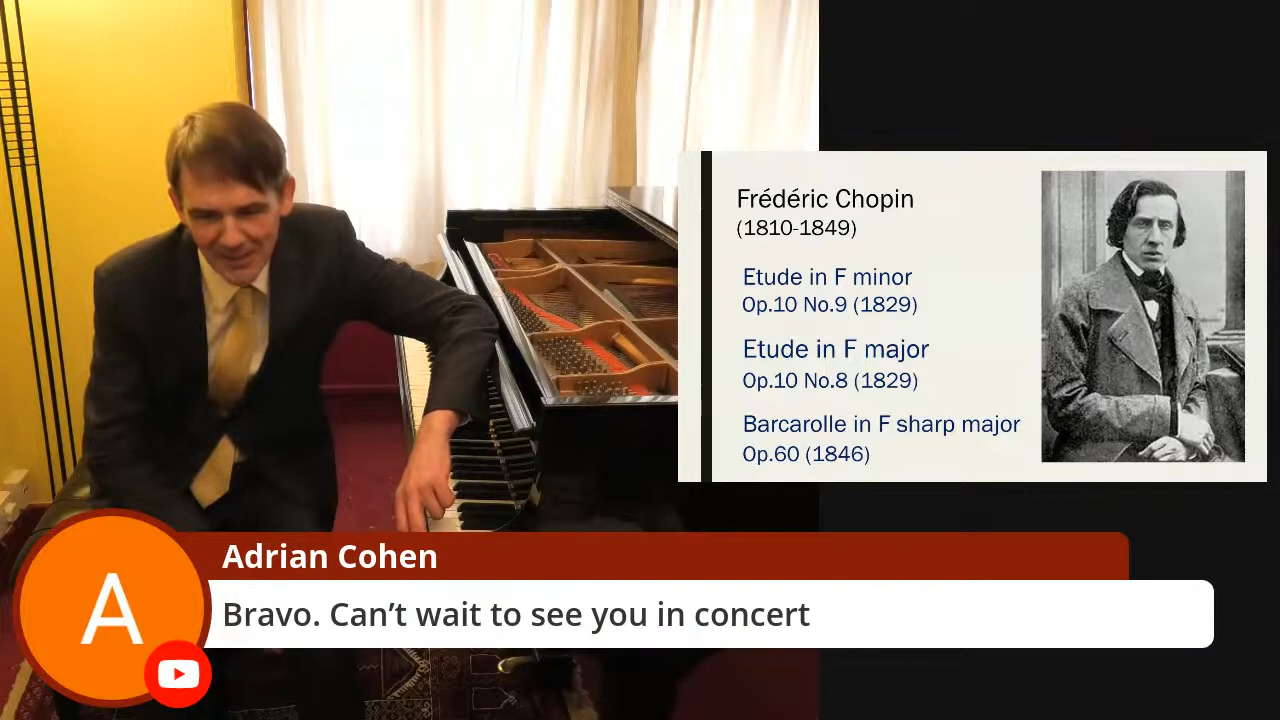 Frédéric Chopin
(1810-1849)
Etude in F minor
Op.10 No.9 (1829)
Etude in F major
Op.10 No.8 (1829)
Barcarolle in F sharp major
Op.60 (1846)
A
Adrian Cohen
Bravo. Can’t wait to see you in concert